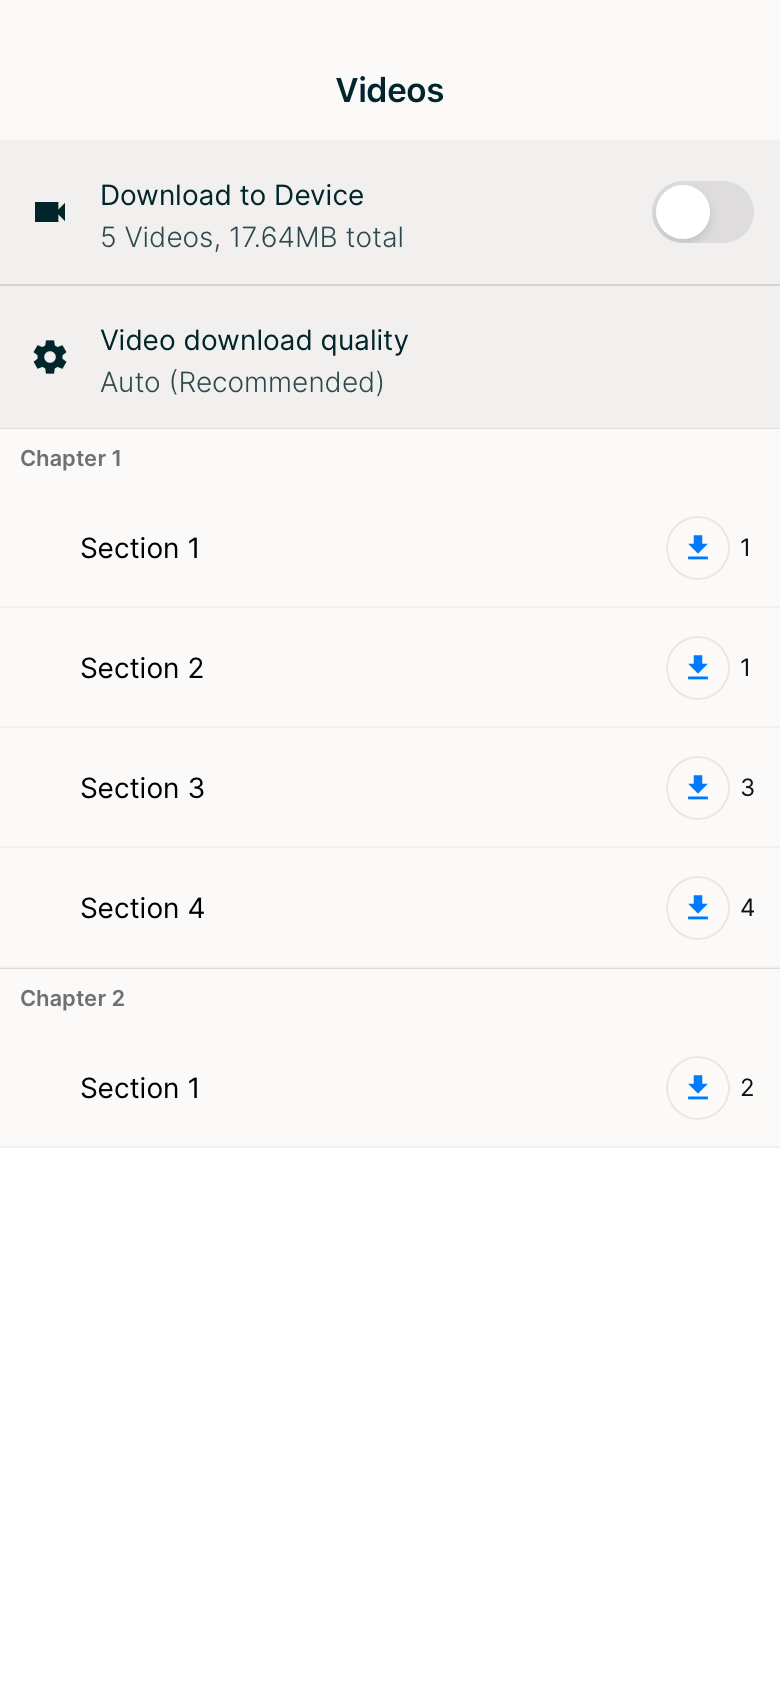 Videos
Download to Device
5 Videos, 17.64MB total
Video download quality
Auto (Recommended)
Chapter 1
Section 1 1
Section 2 1
Section 3 3
Section 4 4
Chapter 2
Section 1 2